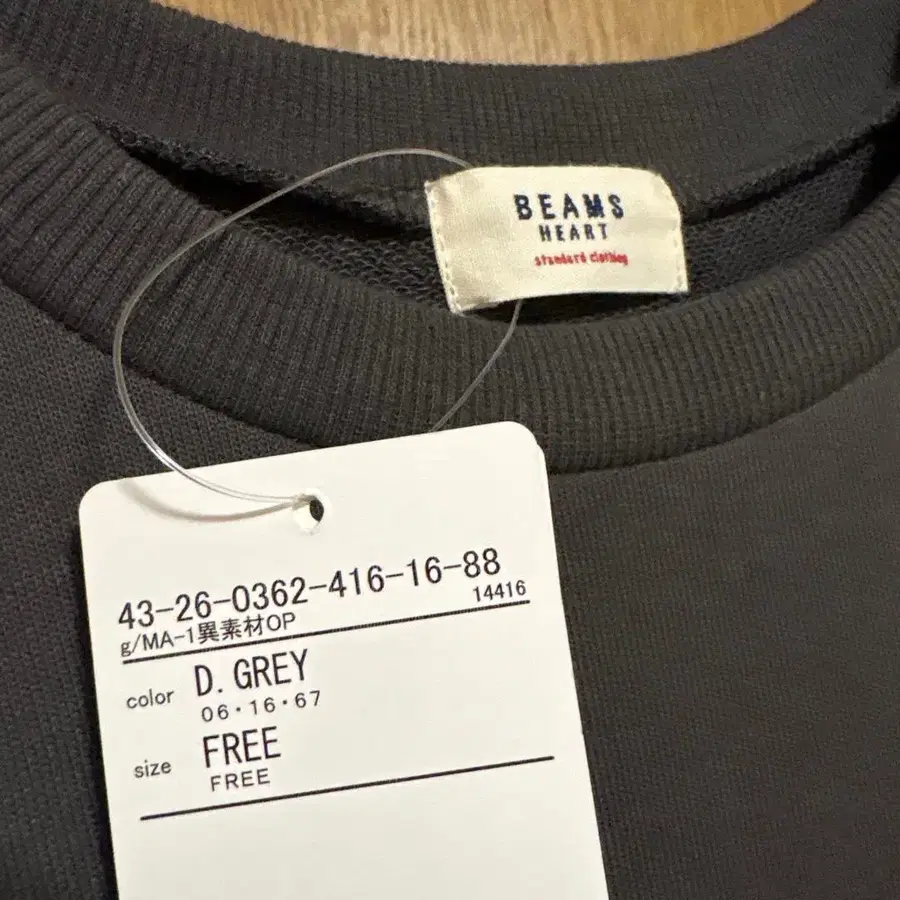 BEAMS
HEART
standard clothing
43-26-0362-416-16-88
14416
g/MA-1異素材OP
color D. GREY
06・16・67
size FREE
FREE